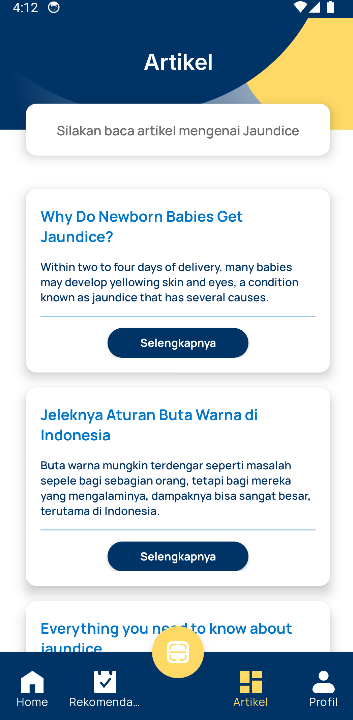 4:12
Artikel
Silakan baca artikel mengenai Jaundice
Why Do Newborn Babies Get
Jaundice?
Within two to four days of delivery, many babies
may develop yellowing skin and eyes, a condition
known as jaundice that has several causes.
Selengkapnya
Jeleknya Aturan Buta Warna di
Indonesia
Buta warna mungkin terdengar seperti masalah
sepele bagi sebagian orang, tetapi bagi mereka
yang mengalaminya, dampaknya bisa sangat besar,
terutama di Indonesia.
Selengkapnya
Everything you need to know about
jaundice
Home
Rekomenda...
Artikel
Profil